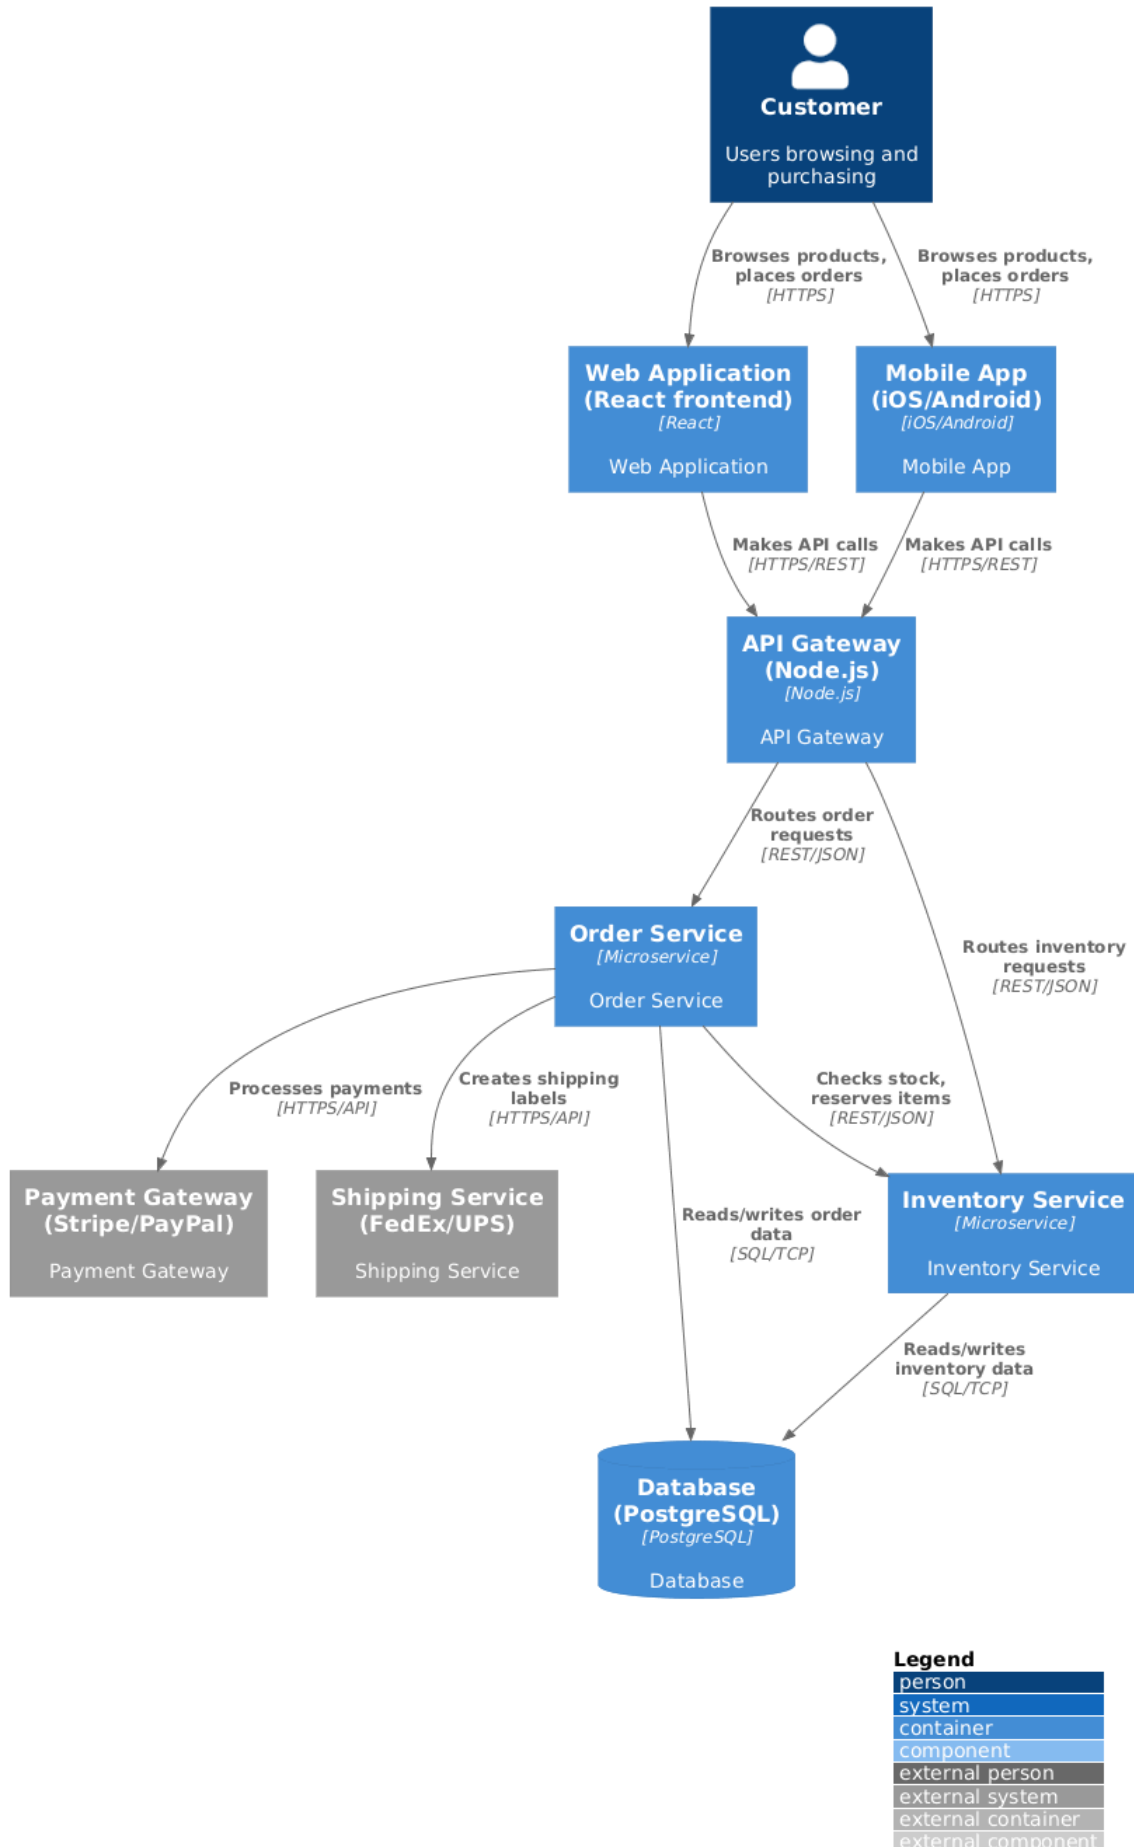 Customer
Users browsing and
purchasing
Browses products,
places orders
[HTTPS]
Browses products,
places orders
[HTTPS]
Web Application
(React frontend)
[React]
Web Application
Mobile App
(iOS/Android)
[iOS/Android]
Mobile App
Makes API calls
[HTTPS/REST]
Makes API calls
[HTTPS/REST]
API Gateway
(Node.js)
[Node.js]
API Gateway
Routes order
requests
[REST/JSON]
Order Service
[Microservice]
Order Service
Routes inventory
requests
[REST/JSON]
Processes payments
[HTTPS/API]
Creates shipping
labels
[HTTPS/API]
Checks stock,
reserves items
[REST/JSON]
Payment Gateway
(Stripe/PayPal)
Payment Gateway
Shipping Service
(FedEx/UPS)
Shipping Service
Reads/writes order
data
[SQL/TCP]
Inventory Service
[Microservice]
Inventory Service
Reads/writes
inventory data
[SQL/TCP]
Database
(PostgreSQL)
[PostgreSQL]
Database
Legend
person
system
container
component
external person
external system
external container
external component